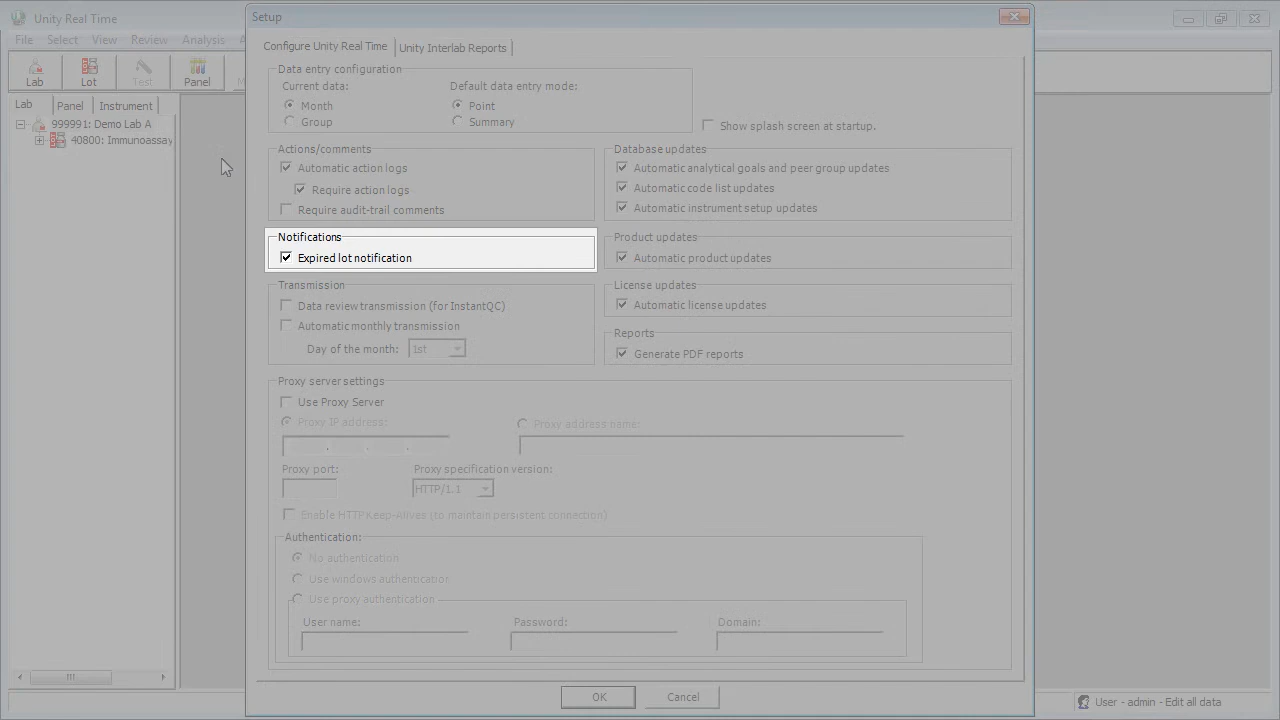 Unity Real Time
File Select View Review Analysis
Lab Lot Test Panel
Lab Panel Instrument
999991: Demo Lab A
40800: Immunoassay
Setup
Configure Unity Real Time Unity Interlab Reports
Data entry configuration
Current data: Default data entry mode:
Month Point
Group Summary
Show splash screen at startup.
Actions/comments
Automatic action logs
Require action logs
Require audit-trail comments
Database updates
Automatic analytical goals and peer group updates
Automatic code list updates
Automatic instrument setup updates
Notifications
Expired lot notification
Product updates
Automatic product updates
Transmission
Data review transmission (for InstantQC)
Automatic monthly transmission
Day of the month: 1st
License updates
Automatic license updates
Reports
Generate PDF reports
Proxy server settings
Use Proxy Server
Proxy IP address: Proxy address name:
Proxy port: Proxy specification version:
HTTP/1.1
Enable HTTP Keep-Alives (to maintain persistent connection)
Authentication:
No authentication
Use windows authentication
Use proxy authentication
User name: Password: Domain:
OK Cancel
User - admin - Edit all data